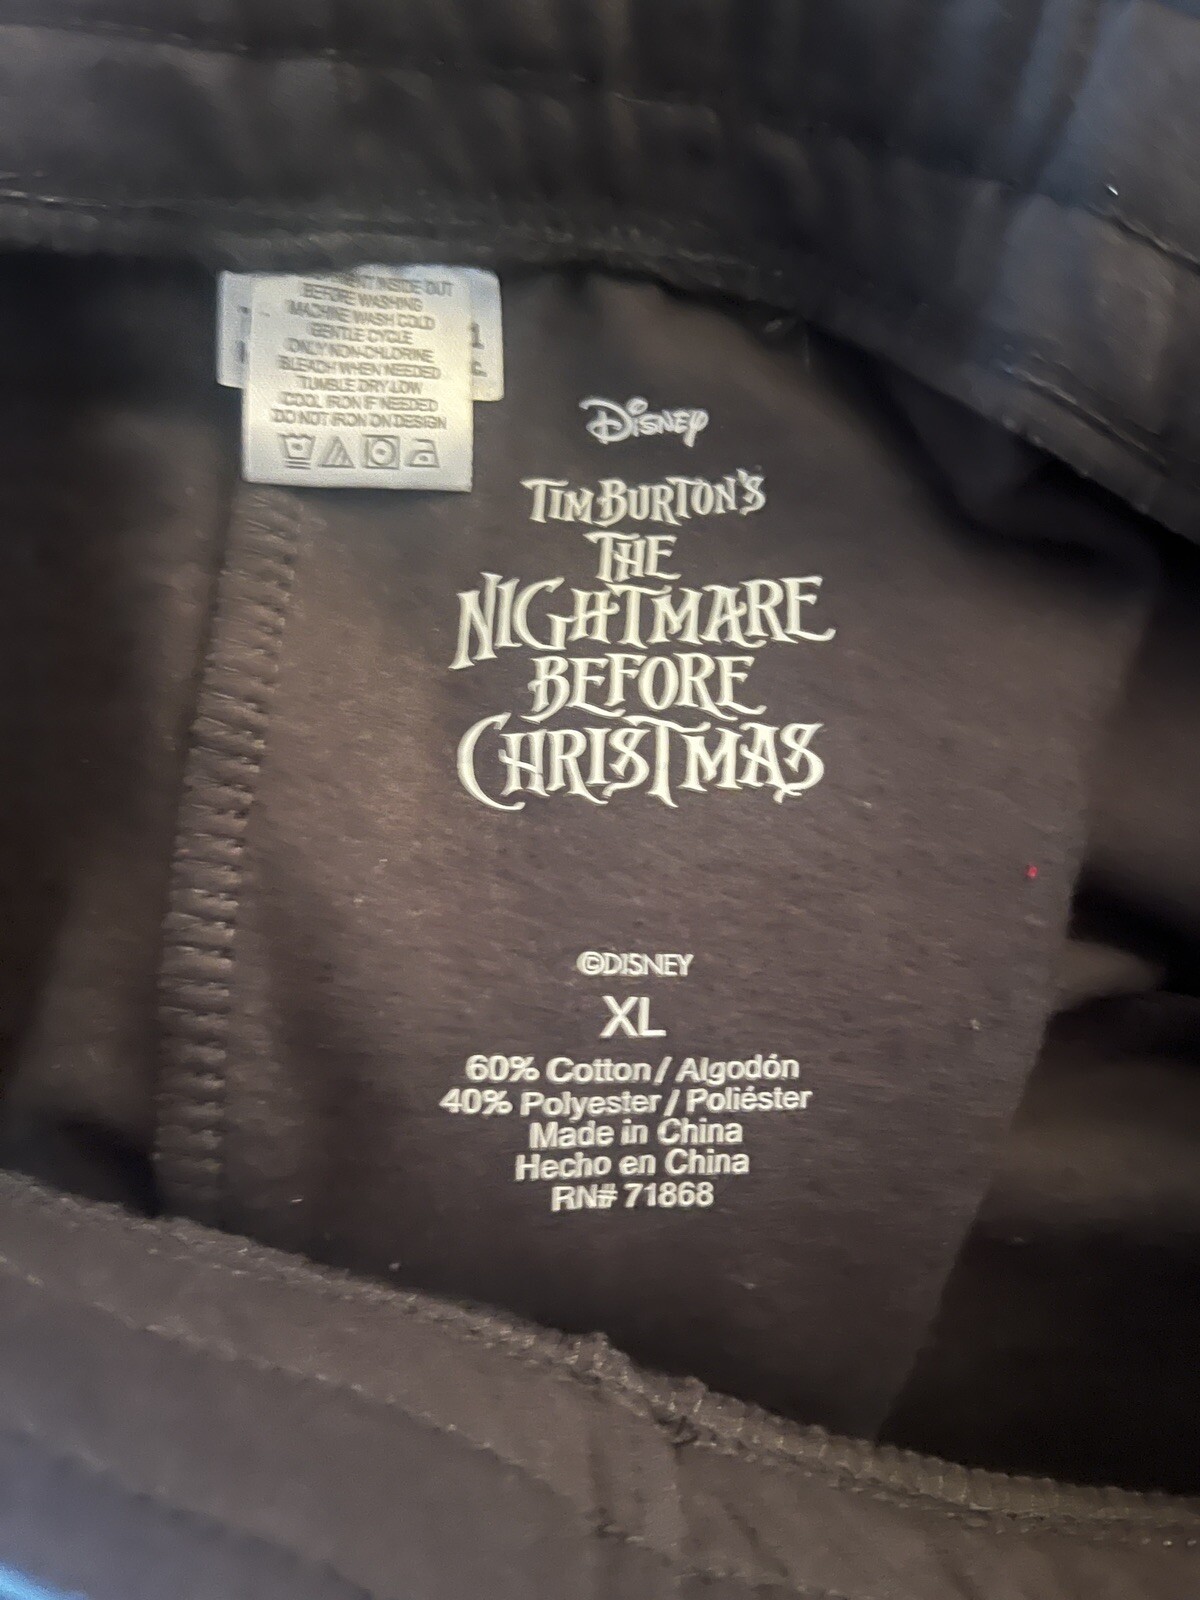 INSIDE OUT
BEFORE WASHING
MACHINE WASH COLD
GENTLE CYCLE
ONLY NON-CHLORINE
BLEACH WHEN NEEDED
TUMBLE DRY LOW
COOL IRON IF NEEDED
DO NOT IRON ON DESIGN
Disney
TIM BURTON'S
THE
NIGHTMARE
BEFORE
CHRISTMAS
©DISNEY
XL
60% Cotton / Algodón
40% Polyester / Poliéster
Made in China
Hecho en China
RN# 71868